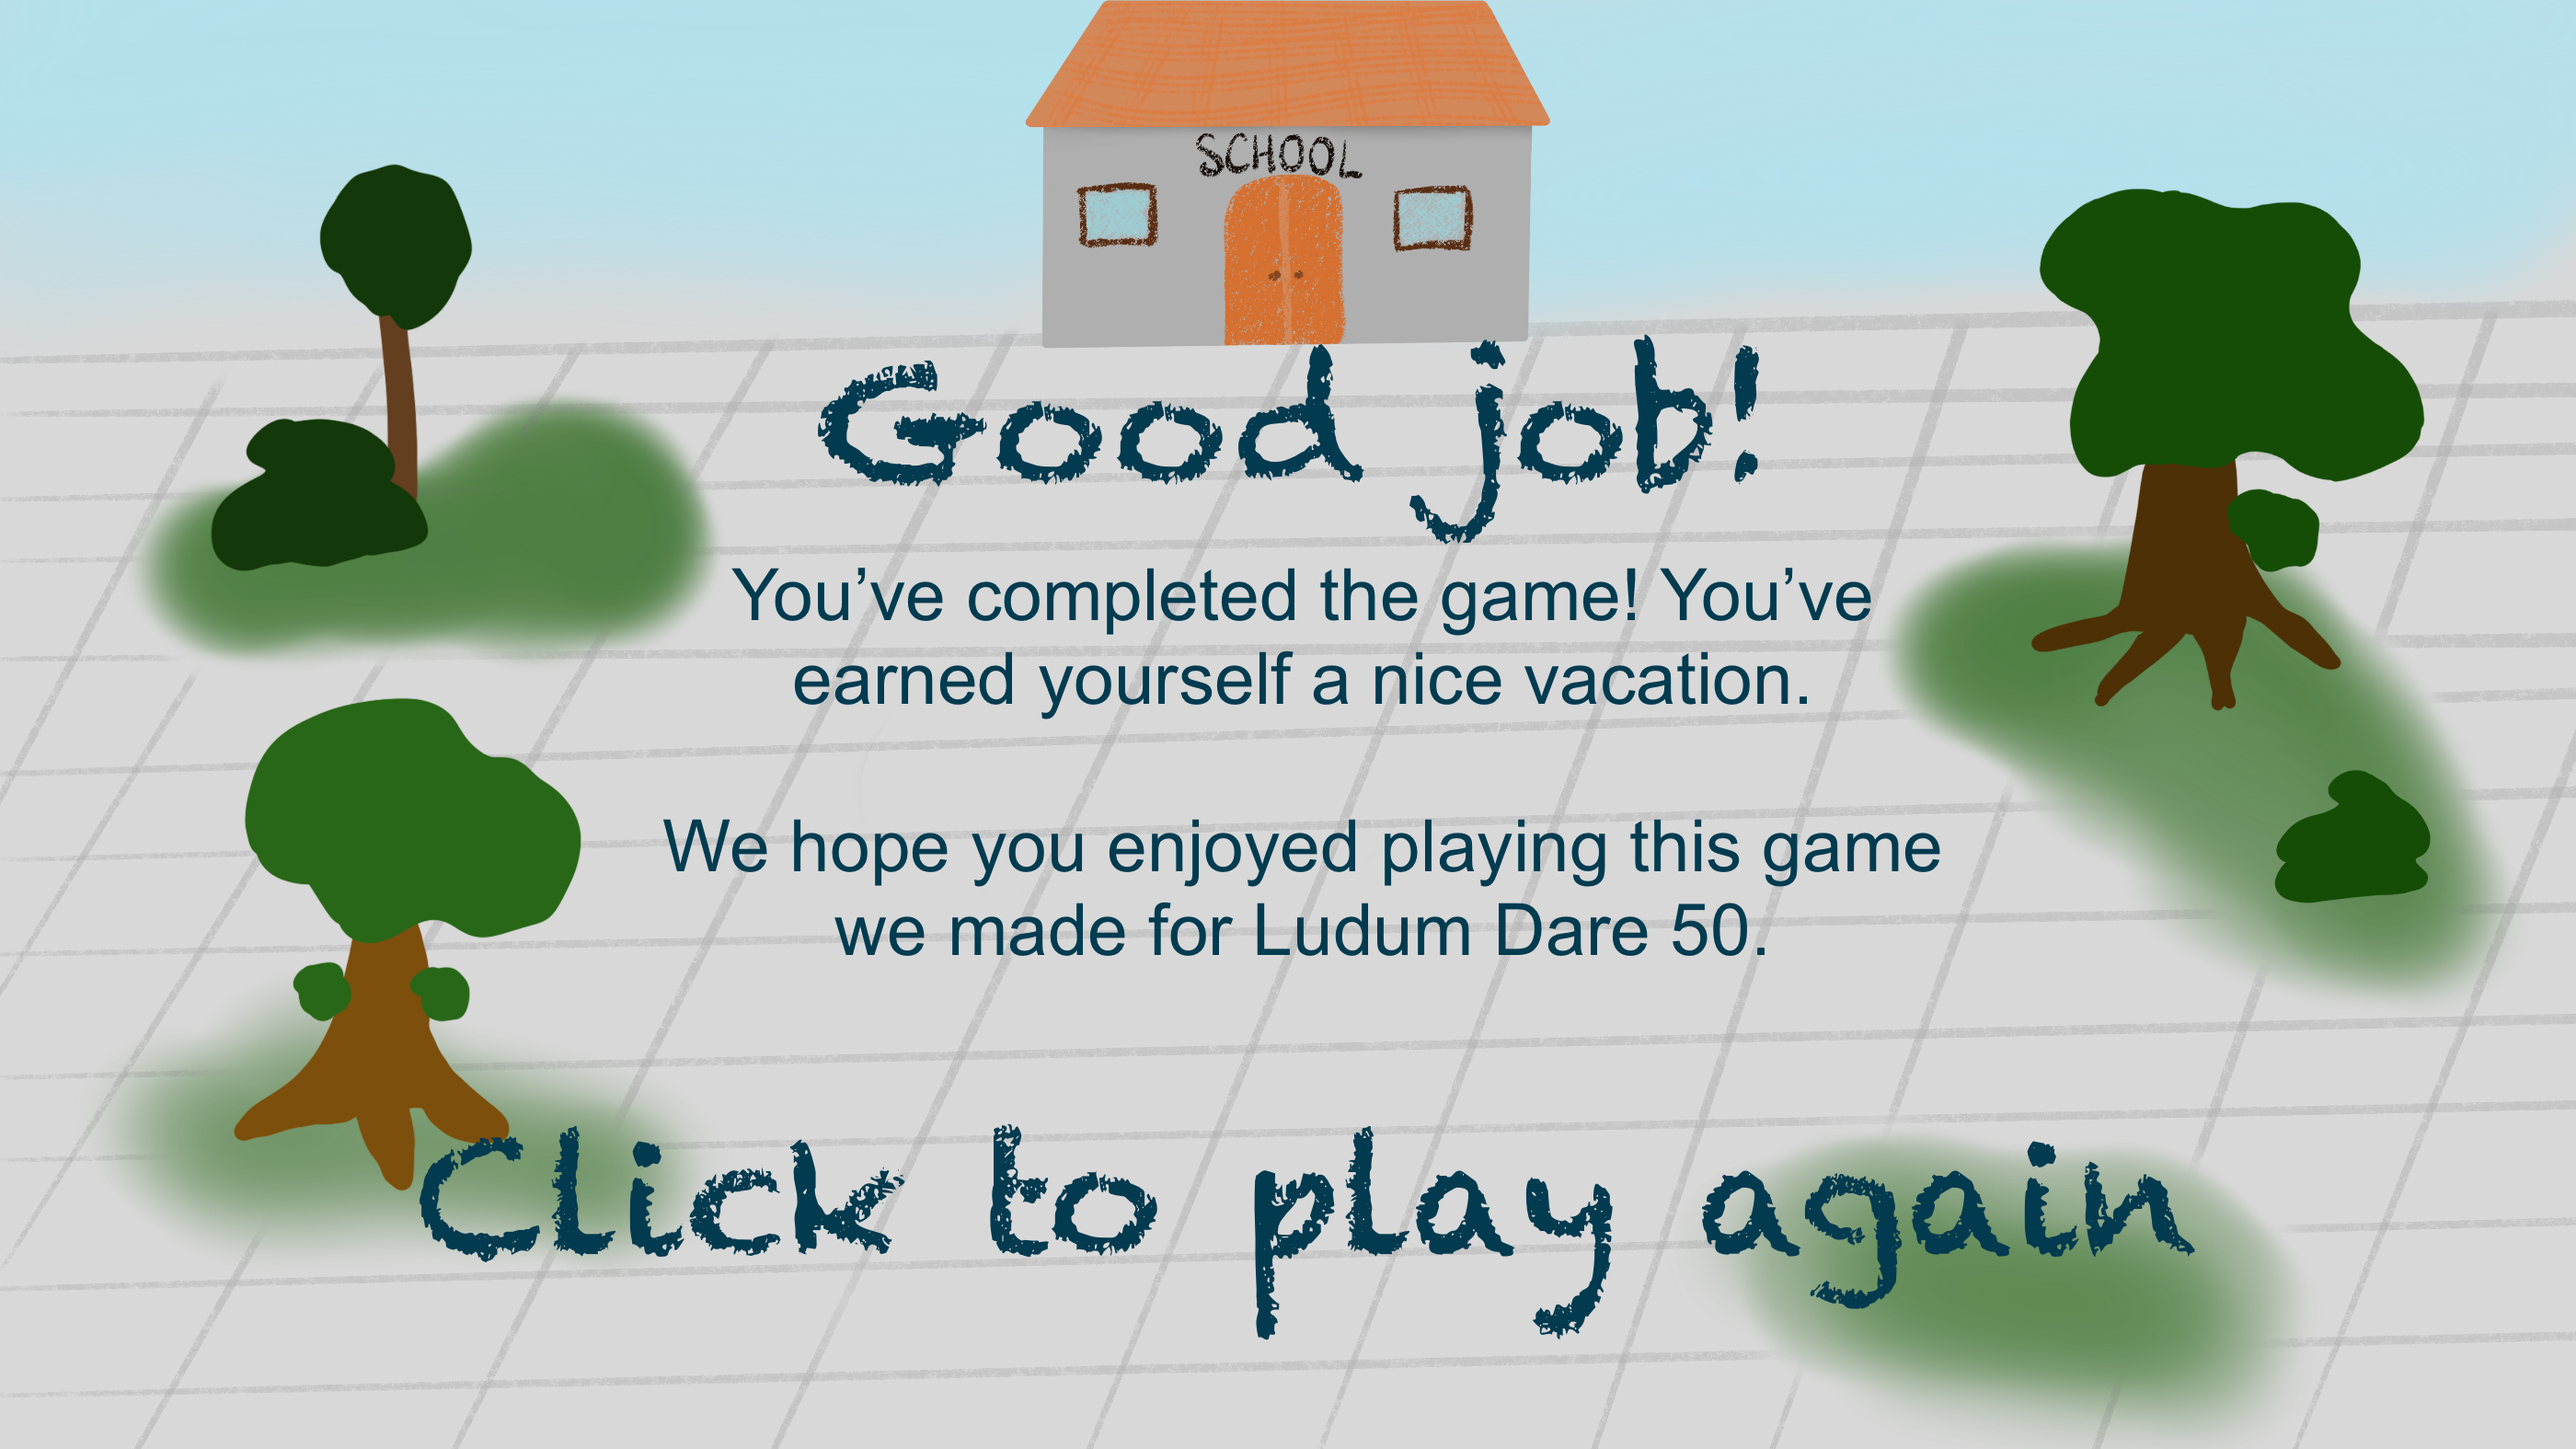 SCHOOL
Good job!
You’ve completed the game! You’ve
earned yourself a nice vacation.
We hope you enjoyed playing this game
we made for Ludum Dare 50.
Click to play again